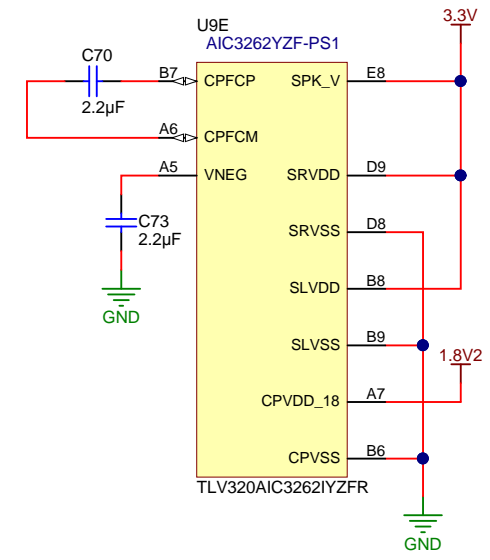 3.3V
U9E
AIC3262YZF-PS1
C70
2.2µF
B7 CPFCP SPK_V E8
A6 CPFCM
A5 VNEG SRVDD D9
C73
2.2µF
GND
SRVSS D8
SLVDD B8
SLVSS B9
1.8V2
CPVDD_18 A7
CPVSS B6
TLV320AIC3262IYZFR
GND